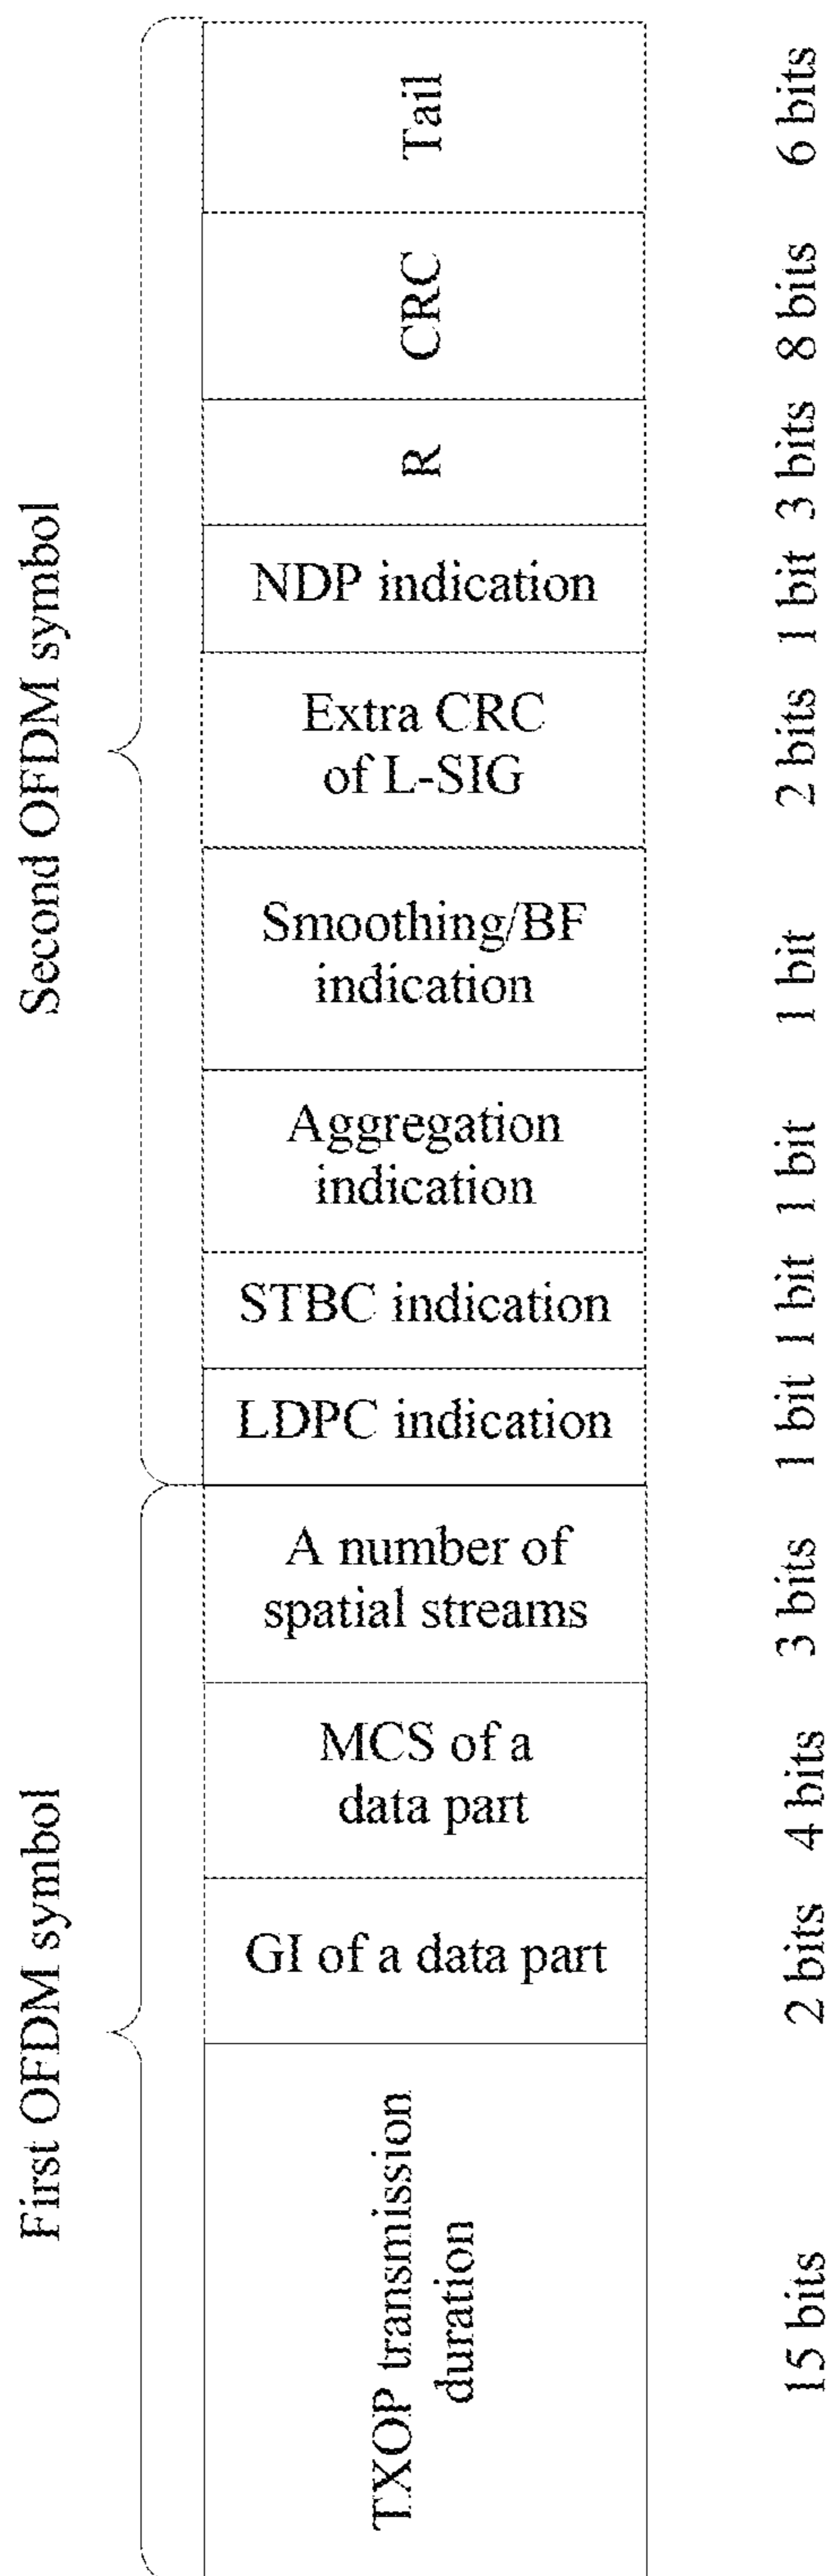 First OFDM symbol
Second OFDM symbol
TXOP transmission
duration
GI of a data part
MCS of a
data part
A number of
spatial streams
LDPC indication
STBC indication
Aggregation
indication
Smoothing/BF
indication
Extra CRC
of L-SIG
NDP indication
R
CRC
Tail
15 bits
2 bits
4 bits
3 bits
1 bit
1 bit
1 bit
1 bit
2 bits
1 bit
3 bits
8 bits
6 bits